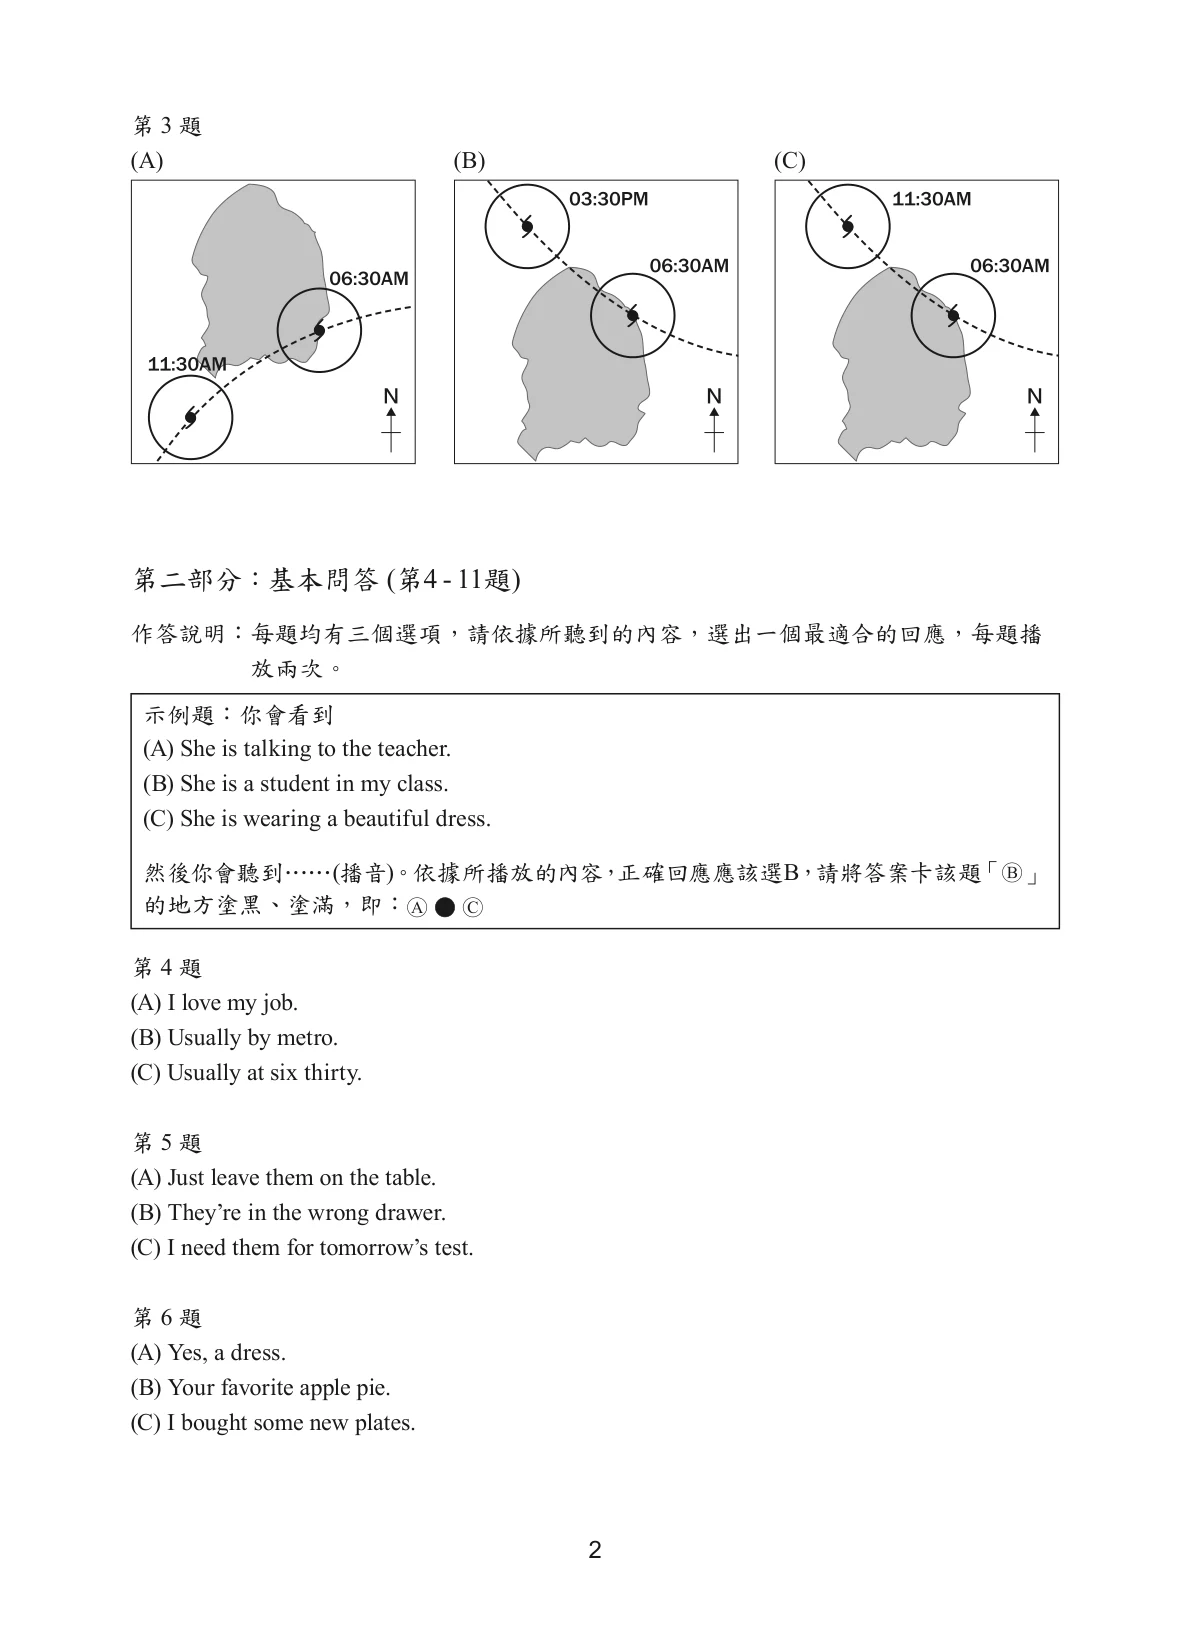 第 3 題
(A) (B) (C)
06:30AM
11:30AM
N
03:30PM
06:30AM
N
11:30AM
06:30AM
N
第二部分：基本問答 (第4 - 11題)
作答說明：每題均有三個選項，請依據所聽到的內容，選出一個最適合的回應，每題播
放兩次。
示例題：你會看到
(A) She is talking to the teacher.
(B) She is a student in my class.
(C) She is wearing a beautiful dress.
然後你會聽到……(播音)。依據所播放的內容，正確回應應該選B，請將答案卡該題「Ⓑ」
的地方塗黑、塗滿，即：Ⓐ ● Ⓒ
第 4 題
(A) I love my job.
(B) Usually by metro.
(C) Usually at six thirty.
第 5 題
(A) Just leave them on the table.
(B) They’re in the wrong drawer.
(C) I need them for tomorrow’s test.
第 6 題
(A) Yes, a dress.
(B) Your favorite apple pie.
(C) I bought some new plates.
2